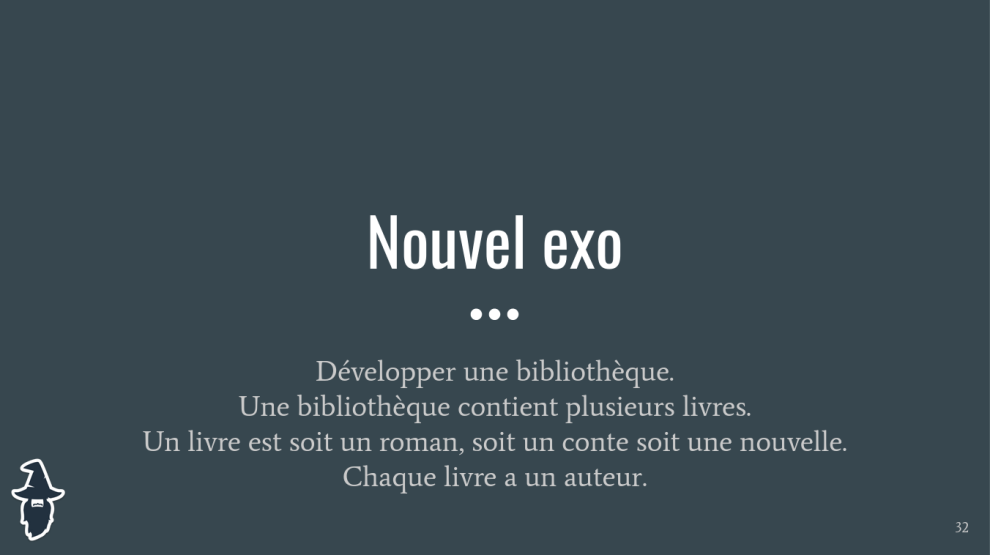 Nouvel exo
Développer une bibliothèque.
Une bibliothèque contient plusieurs livres.
Un livre est soit un roman, soit un conte soit une nouvelle.
Chaque livre a un auteur.
32